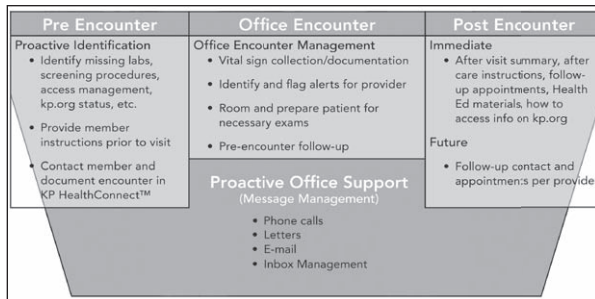 Pre Encounter
Proactive Identification
• Identify missing labs,
screening procedures,
access management,
kp.org status, etc.
• Provide member
instructions prior to visit
• Contact member and
document encounter in
KP HealthConnect™
Office Encounter
Office Encounter Management
• Vital sign collection/documentation
• Identify and flag alerts for provider
• Room and prepare patient for
necessary exams
• Pre-encounter follow-up
Post Encounter
Immediate
• After visit summary, after
care instructions, follow-
up appointments, Health
Ed materials, how to
access info on kp.org
Future
• Follow-up contact and
appointments per provider
Proactive Office Support
(Message Management)
• Phone calls
• Letters
• E-mail
• Inbox Management